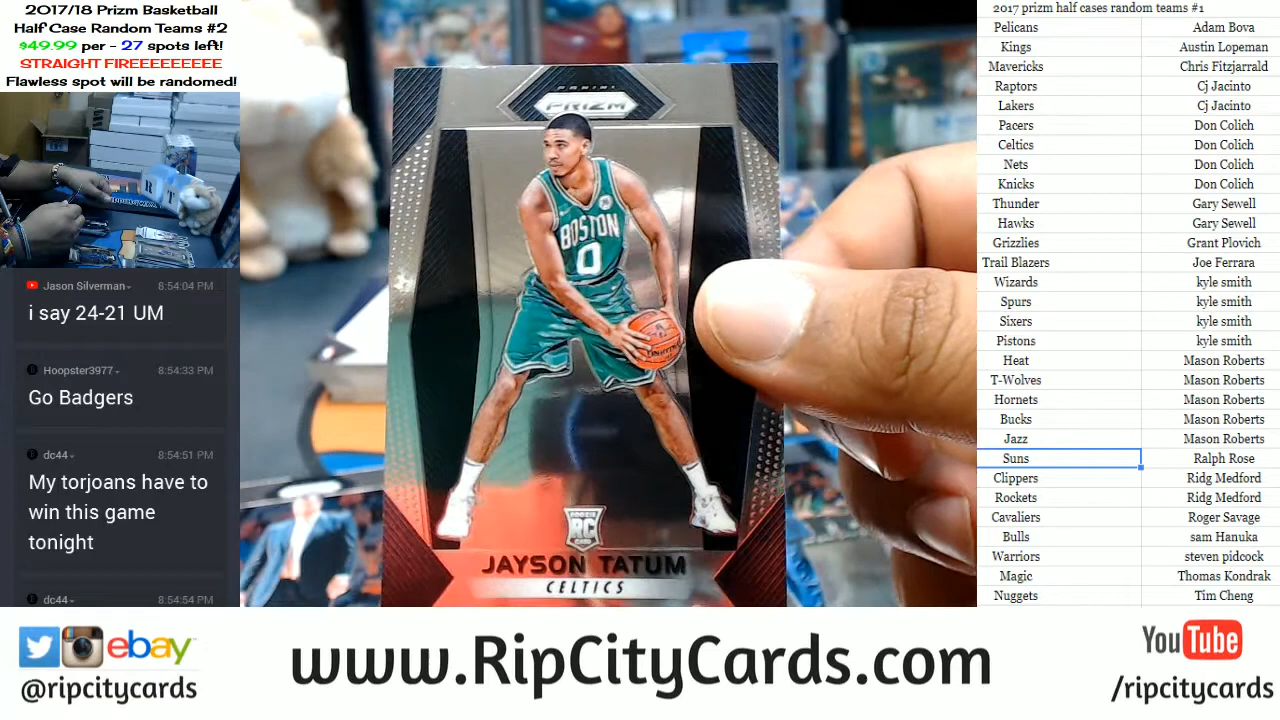 2017/18 Prizm Basketball
Half Case Random Teams #2
$49.99 per - 27 spots left!
STRAIGHT FIREEEEEEEEE
Flawless spot will be randomed!
R T
Jason Silverman
8:54:04 PM
i say 24-21 UM
Hoopster3977
8:54:33 PM
Go Badgers
dc44
8:54:51 PM
My torjoans have to
win this game
tonight
dc44
8:54:54 PM
PANINI
PRIZM
BOSTON
0
ROOKIE
RC
CARD
JAYSON TATUM
CELTICS
2017 prizm half cases random teams #1
Pelicans Adam Bova
Kings Austin Lopeman
Mavericks Chris Fitzjarrald
Raptors Cj Jacinto
Lakers Cj Jacinto
Pacers Don Colich
Celtics Don Colich
Nets Don Colich
Knicks Don Colich
Thunder Gary Sewell
Hawks Gary Sewell
Grizzlies Grant Plovich
Trail Blazers Joe Ferrara
Wizards kyle smith
Spurs kyle smith
Sixers kyle smith
Pistons kyle smith
Heat Mason Roberts
T-Wolves Mason Roberts
Hornets Mason Roberts
Bucks Mason Roberts
Jazz Mason Roberts
Suns Ralph Rose
Clippers Ridg Medford
Rockets Ridg Medford
Cavaliers Roger Savage
Bulls sam Hanuka
Warriors steven pidcock
Magic Thomas Kondrak
Nuggets Tim Cheng
ebay
@ripcitycards
www.RipCityCards.com
YouTube
/ripcitycards